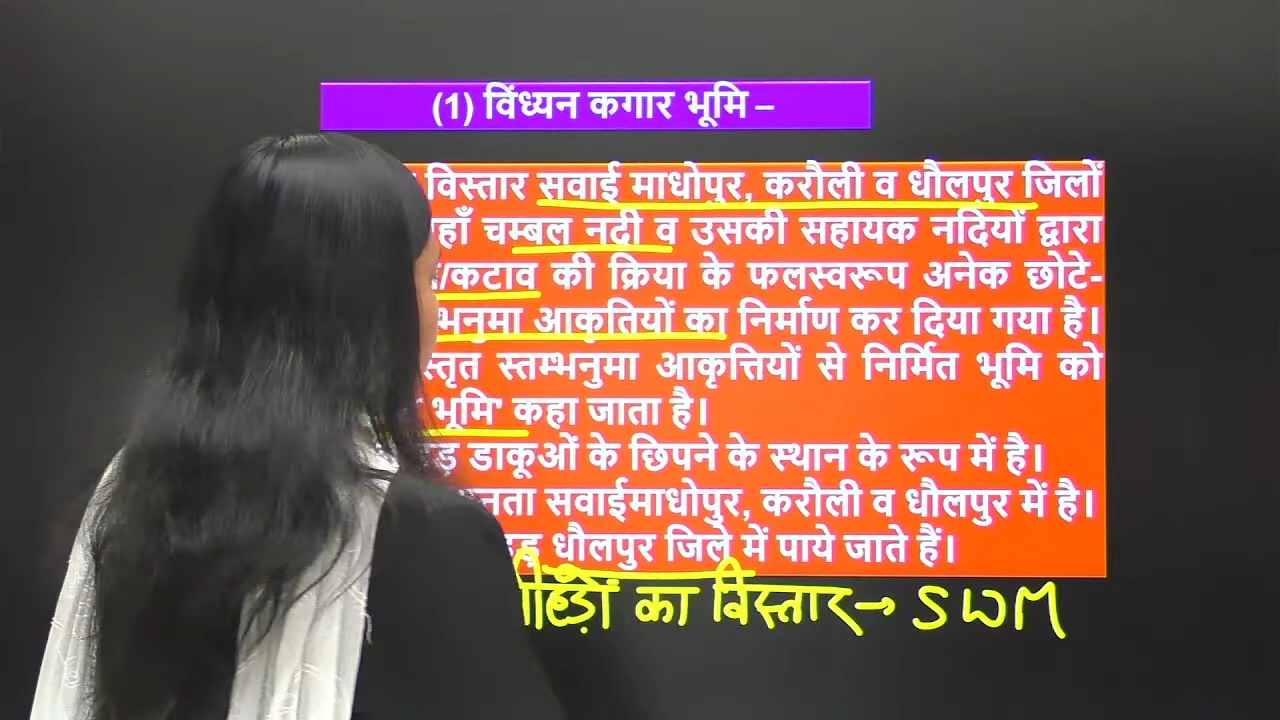 (1) विंध्यन कगार भूमि –
विस्तार सवाई माधोपुर, करौली व धौलपुर जिलों
चम्बल नदी व उसकी सहायक नदियों द्वारा
/कटाव की क्रिया के फलस्वरूप अनेक छोटे-
आकृतियों का निर्माण कर दिया गया है।
स्तम्भनुमा आकृत्तियों से निर्मित भूमि को
भूमि' कहा जाता है।
डाकूओं के छिपने के स्थान के रूप में है।
सवाईमाधोपुर, करौली व धौलपुर में है।
धौलपुर जिले में पाये जाते हैं।
का विस्तार→ SWM